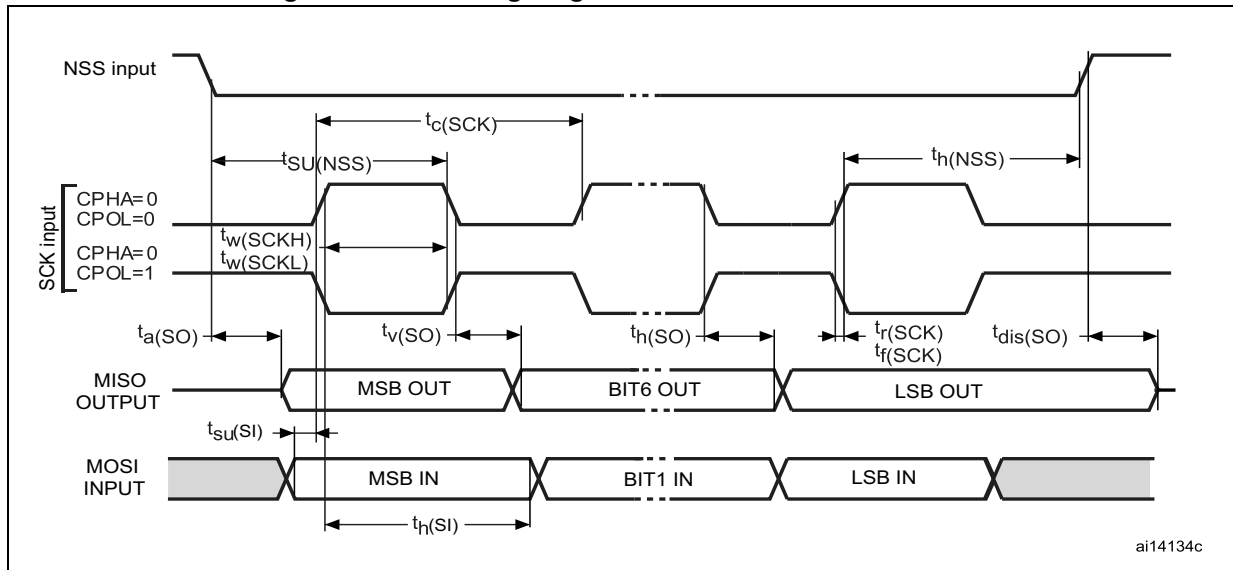 NSS input
tc(SCK)
tSU(NSS)
th(NSS)
SCK input
CPHA=0
CPOL=0
tw(SCKH)
CPHA=0
tw(SCKL)
CPOL=1
ta(SO)
tv(SO)
th(SO)
tr(SCK)
tf(SCK)
tdis(SO)
MISO
OUTPUT
MSB OUT
BIT6 OUT
LSB OUT
tsu(SI)
MOSI
INPUT
MSB IN
BIT1 IN
LSB IN
th(SI)
ai14134c